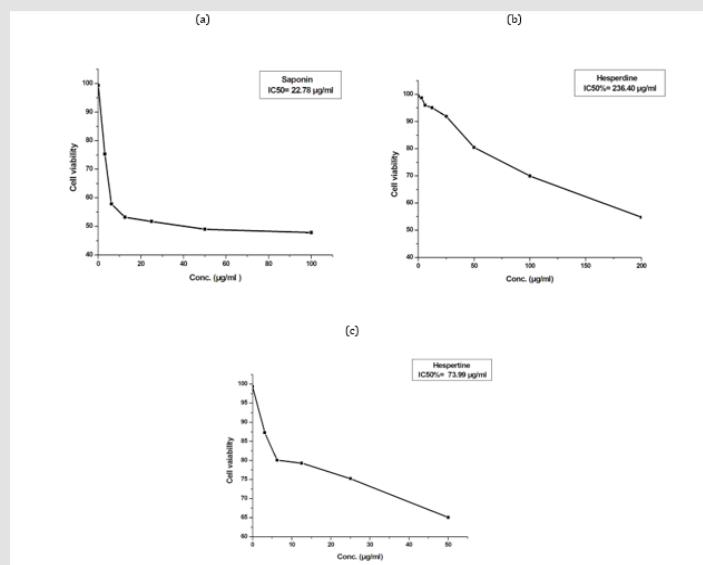 (a)
Saponin
IC50= 22.78 µg/ml
100
90
80
70
60
50
40
Cell viability
0
20
40
60
80
100
Conc. (µg/ml )
(b)
Hesperdine
IC50%= 236.40 µg/ml
100
90
80
70
60
50
40
Cell viability
0
50
100
150
200
Conc. (µg/ml)
(c)
Hespertine
IC50%= 73.99 µg/ml
100
95
90
85
80
75
70
65
60
Cell vaiability
0
10
20
30
40
50
Conc. (µg/ml)